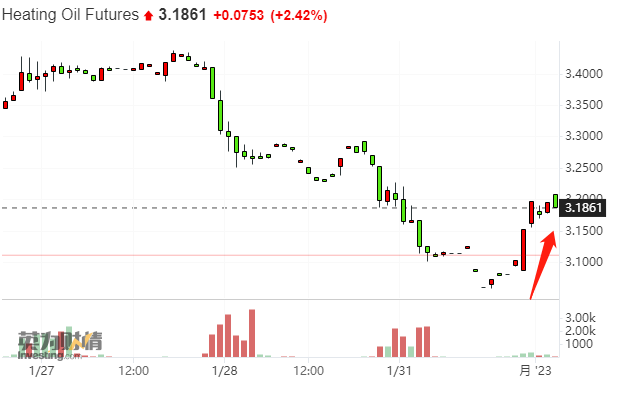 Heating Oil Futures 3.1861 +0.0753 (+2.42%)
3.4000
3.3500
3.3000
3.2500
3.2000
3.1861
3.1500
3.1000
3.00k
2.00k
1000
英为财情
Investing.com
1/27 12:00 1/28 12:00 1/31 月 '23